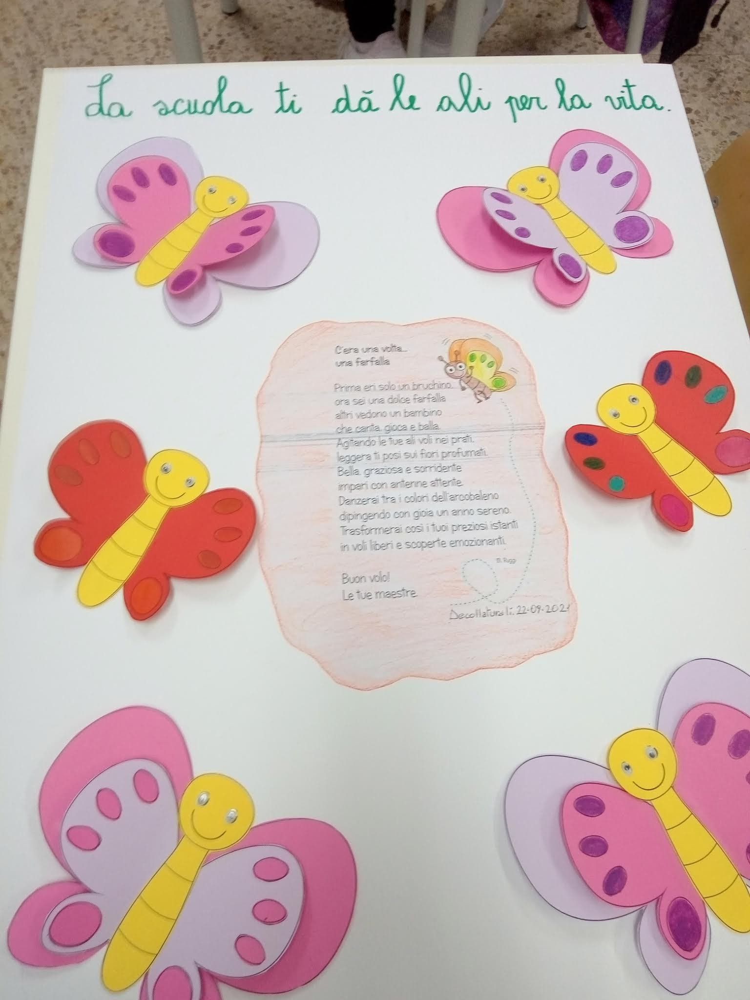 La scuola ti dă le ali per la vita.
C'era una volta...
una farfalla
Prima eri solo un bruchino,
ora sei una dolce farfalla
altri vedono un bambino
che canta, gioca e balla.
Agitando le tue ali voli nei prati,
leggera ti posi sui fiori profumati.
Bella, graziosa e sorridente
impari con antenne attente.
Danzerai tra i colori dell'arcobaleno
dipingendo con gioia un anno sereno.
Trasformerai così i tuoi preziosi istanti
in voli liberi e scoperte emozionanti.
Buon volo!
Le tue maestre
Decollatura lì, 22-09-2021